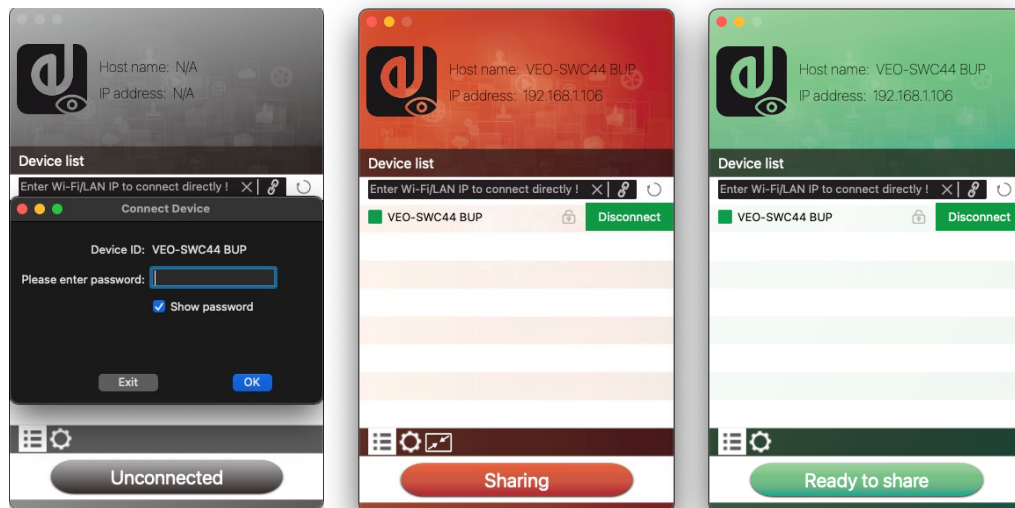 Host name: N/A
IP address: N/A
Device list
Enter Wi-Fi/LAN IP to connect directly !
Connect Device
Device ID: VEO-SWC44 BUP
Please enter password:
Show password
Exit
OK
Unconnected
Host name: VEO-SWC44 BUP
IP address: 192.168.1.106
Device list
Enter Wi-Fi/LAN IP to connect directly !
VEO-SWC44 BUP
Disconnect
Sharing
Host name: VEO-SWC44 BUP
IP address: 192.168.1.106
Device list
Enter Wi-Fi/LAN IP to connect directly !
VEO-SWC44 BUP
Disconnect
Ready to share